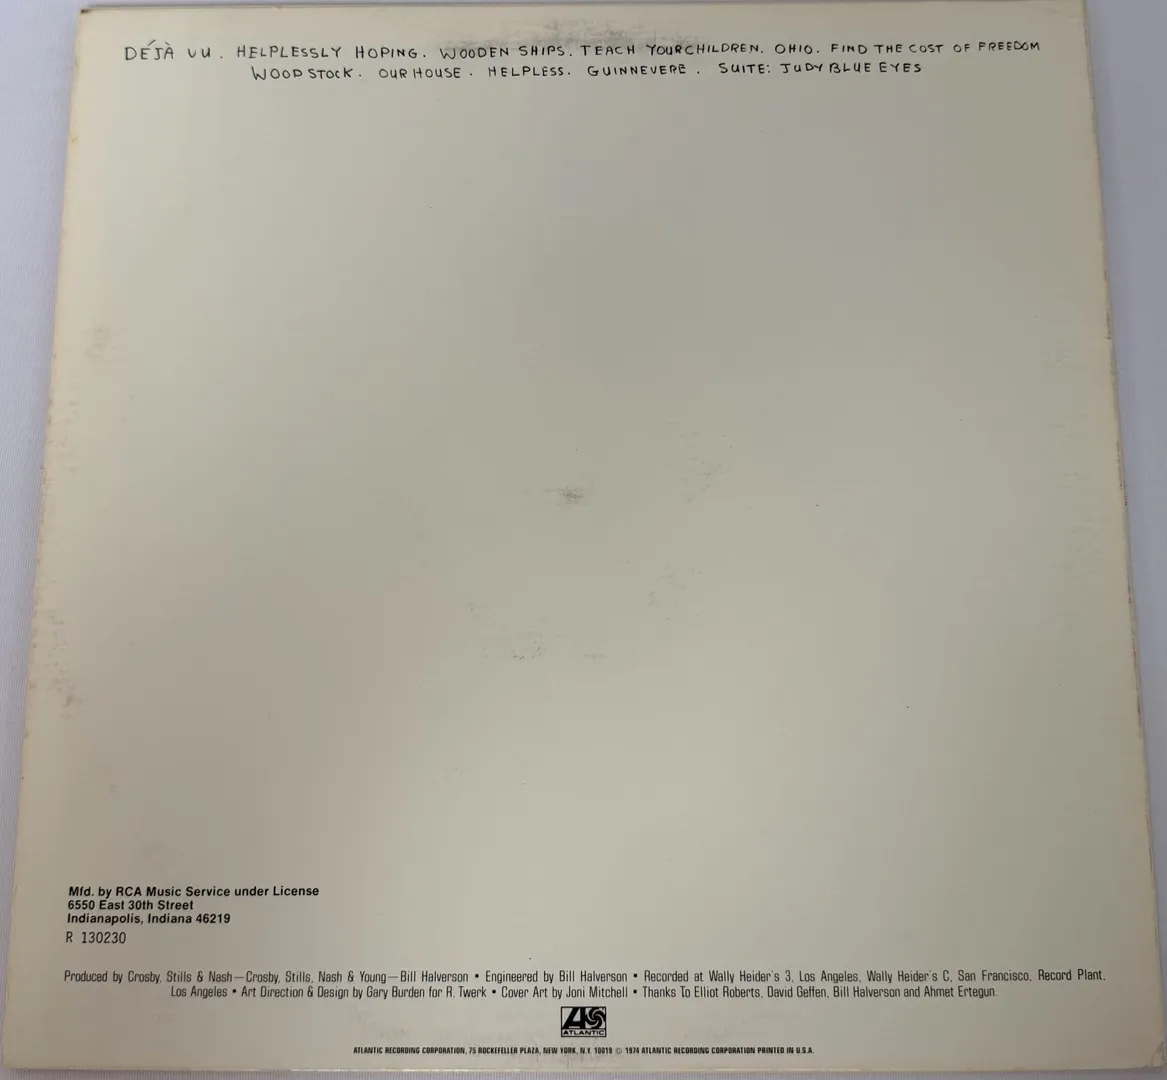 DÉJÀ VU . HELPLESSLY HOPING . WOODEN SHIPS . TEACH YOUR CHILDREN . OHIO . FIND THE COST OF FREEDOM
WOODSTOCK . OUR HOUSE . HELPLESS . GUINNEVERE . SUITE: JUDY BLUE EYES
Mfd. by RCA Music Service under License
6550 East 30th Street
Indianapolis, Indiana 46219
R 130230
Produced by Crosby, Stills & Nash—Crosby, Stills, Nash & Young—Bill Halverson • Engineered by Bill Halverson • Recorded at Wally Heider's 3, Los Angeles, Wally Heider's C, San Francisco, Record Plant,
Los Angeles • Art Direction & Design by Gary Burden for R. Twerk • Cover Art by Joni Mitchell • Thanks To Elliot Roberts, David Geffen, Bill Halverson and Ahmet Ertegun.
ATLANTIC
ATLANTIC RECORDING CORPORATION, 75 ROCKEFELLER PLAZA, NEW YORK, N.Y. 10019 © 1974 ATLANTIC RECORDING CORPORATION PRINTED IN U.S.A.